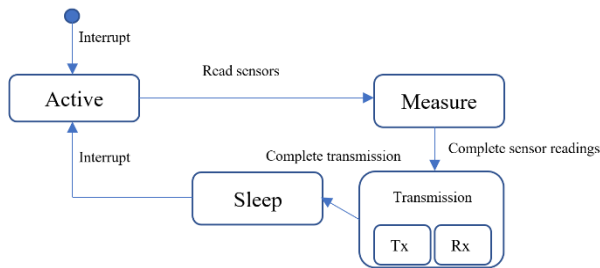 Interrupt
Read sensors
Active
Measure
Interrupt
Complete transmission
Complete sensor readings
Sleep
Transmission
Tx
Rx